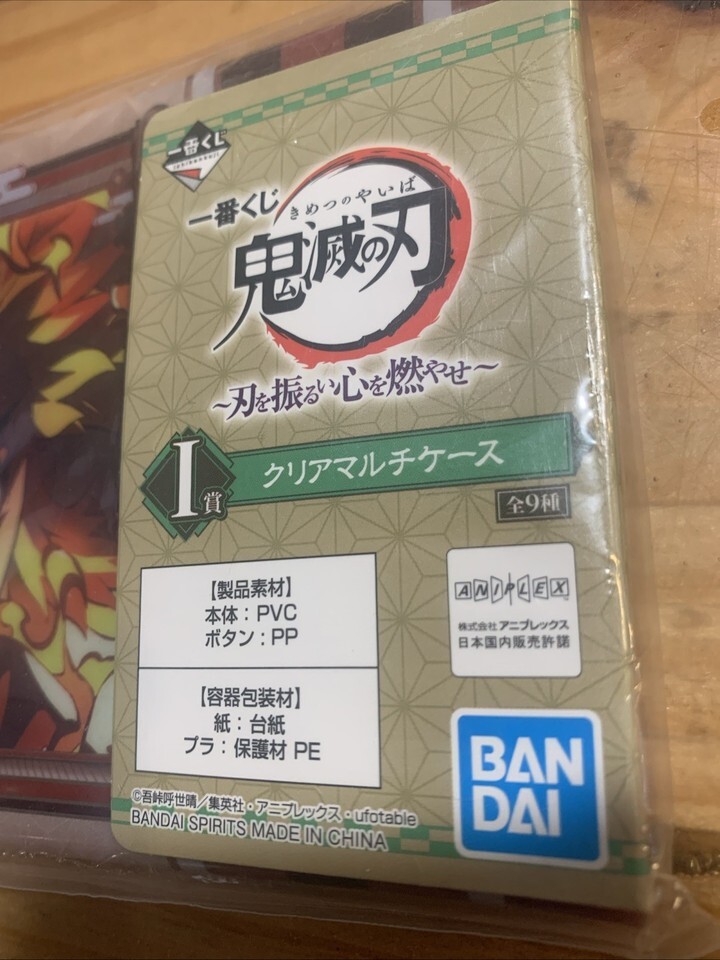 一番くじ
ichibankuji
一番くじ
きめつのやいば
鬼滅の刃
～刃を振るい心を燃やせ～
I賞
クリアマルチケース
全9種
【製品素材】
本体：PVC
ボタン：PP
ANIPLEX
株式会社 アニプレックス
日本国内販売許諾
【容器包装材】
紙：台紙
プラ：保護材 PE
BAN
DAI
©吾峠呼世晴／集英社・アニプレックス・ufotable
BANDAI SPIRITS MADE IN CHINA